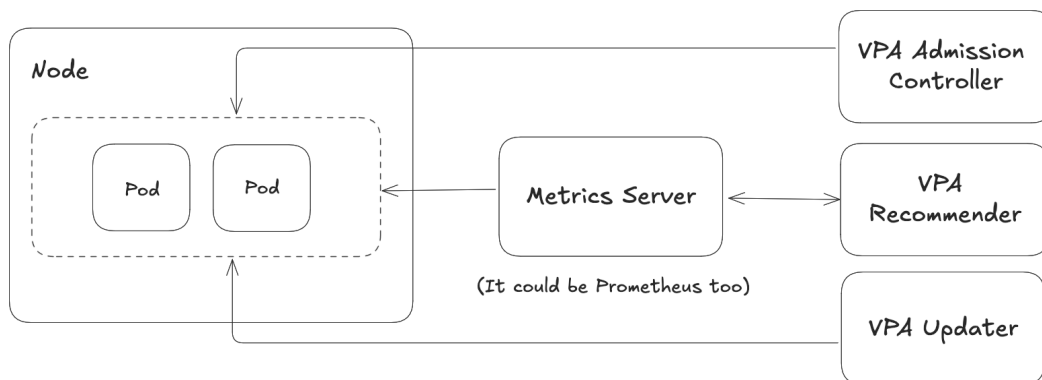 Node
Pod
Pod
Metrics Server
(It could be Prometheus too)
VPA Admission
Controller
VPA
Recommender
VPA Updater